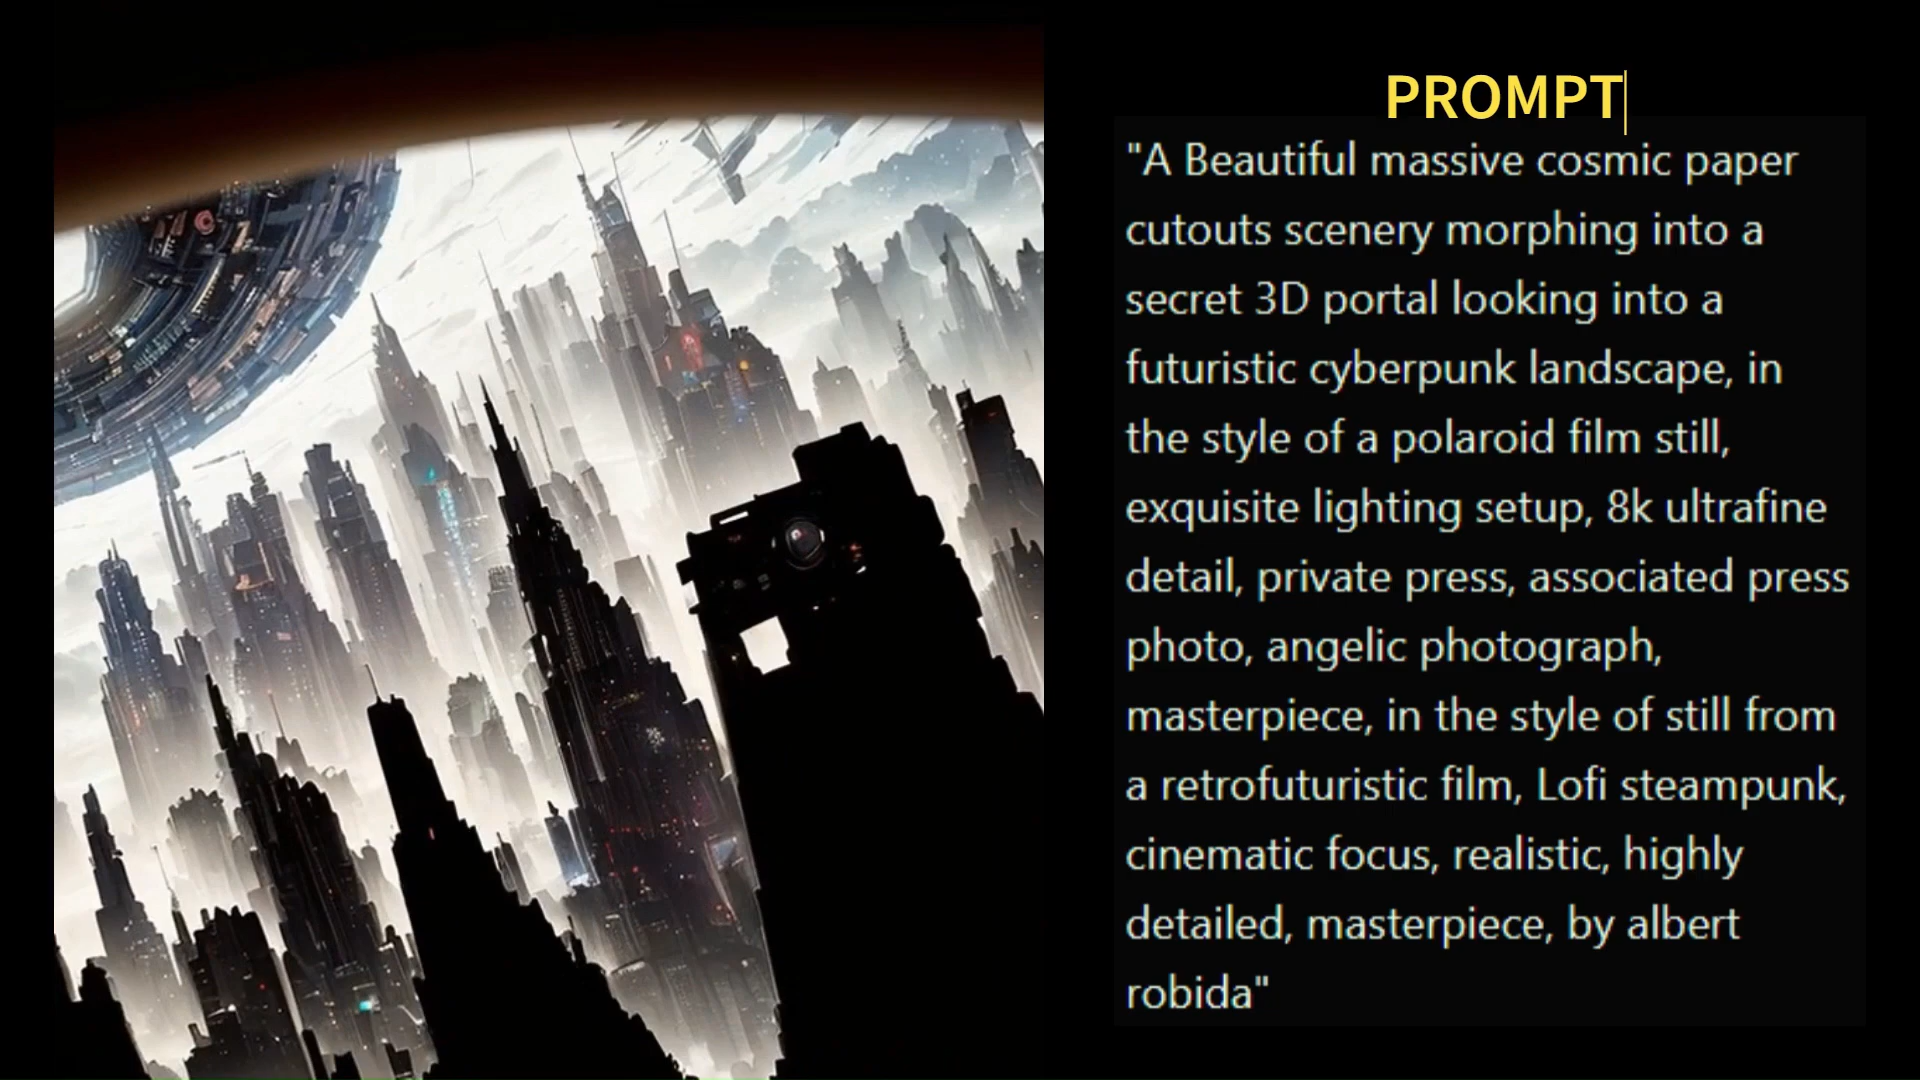 PROMPT
"A Beautiful massive cosmic paper
cutouts scenery morphing into a
secret 3D portal looking into a
futuristic cyberpunk landscape, in
the style of a polaroid film still,
exquisite lighting setup, 8k ultrafine
detail, private press, associated press
photo, angelic photograph,
masterpiece, in the style of still from
a retrofuturistic film, Lofi steampunk,
cinematic focus, realistic, highly
detailed, masterpiece, by albert
robida"